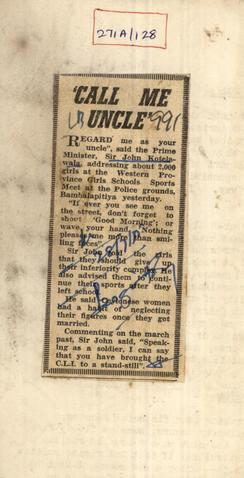 271A/128
'CALL ME
UNCLE'
991
"REGARD me as your
uncle", said the Prime
Minister, Sir John Kotela-
wala, addressing about 2,000
girls at the Western Pro-
vince Girls Schools Sports
Meet at the Police grounds,
Bambalapitiya yesterday.
"If ever you see me on
the street, don't forget to
shout 'Good Morning'; or
wave your hand. Nothing
pleases me more than smil-
ing faces".
Sir John said the
that they should give up
their inferiority complex. He
also advised them to conti-
nue their sports after they
left school.
He said women
had a habit of neglecting
their figures once they got
married.
Commenting on the march
past, Sir John said, "Speak-
ing as a soldier, I can say
that you have brought the
C.L.I. to a stand-still".